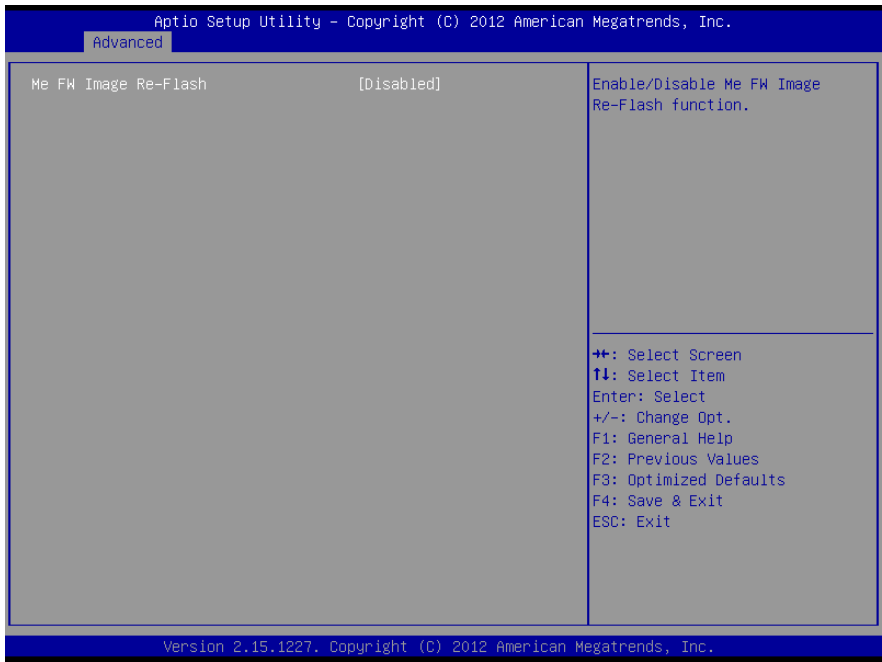 Aptio Setup Utility – Copyright (C) 2012 American Megatrends, Inc.
Advanced
Me FW Image Re-Flash [Disabled]
Enable/Disable Me FW Image
Re-Flash function.
→←: Select Screen
↑↓: Select Item
Enter: Select
+/-: Change Opt.
F1: General Help
F2: Previous Values
F3: Optimized Defaults
F4: Save & Exit
ESC: Exit
Version 2.15.1227. Copyright (C) 2012 American Megatrends, Inc.